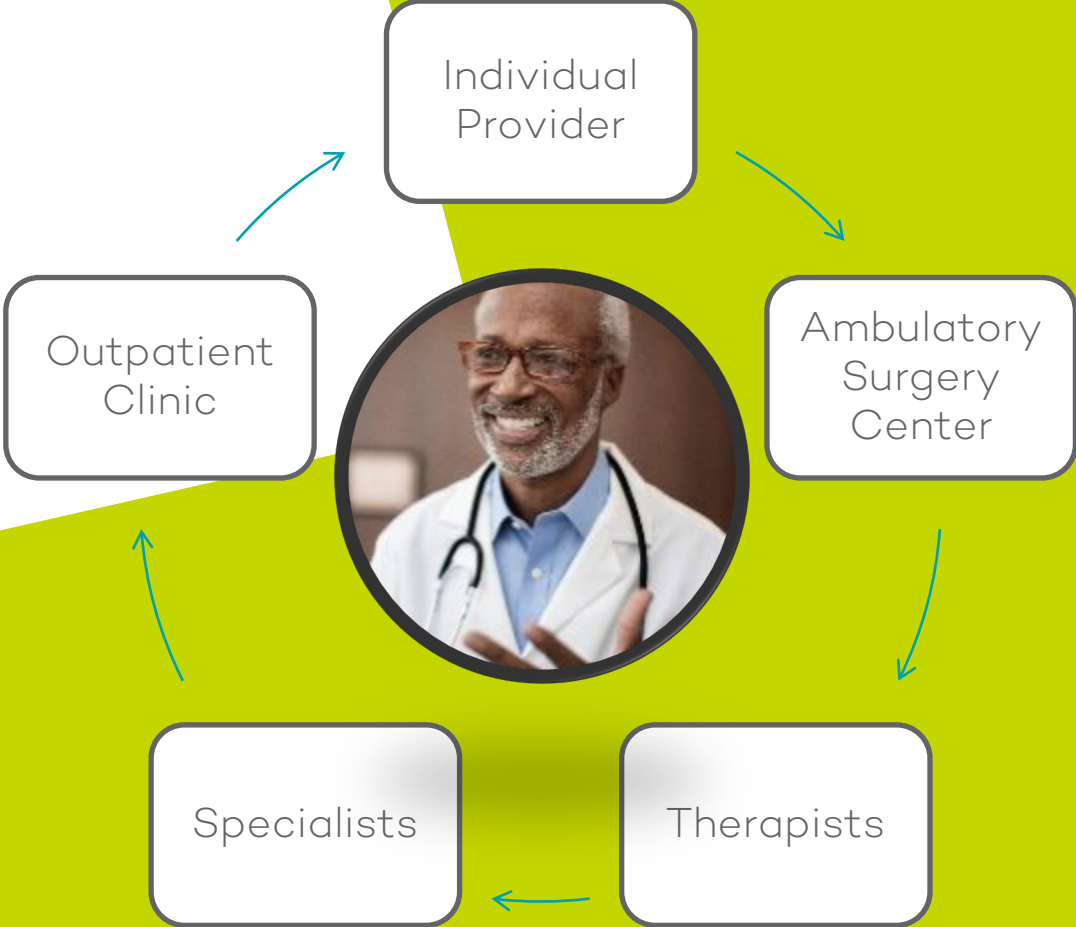 Individual
Provider
Ambulatory
Surgery
Center
Therapists
Specialists
Outpatient
Clinic